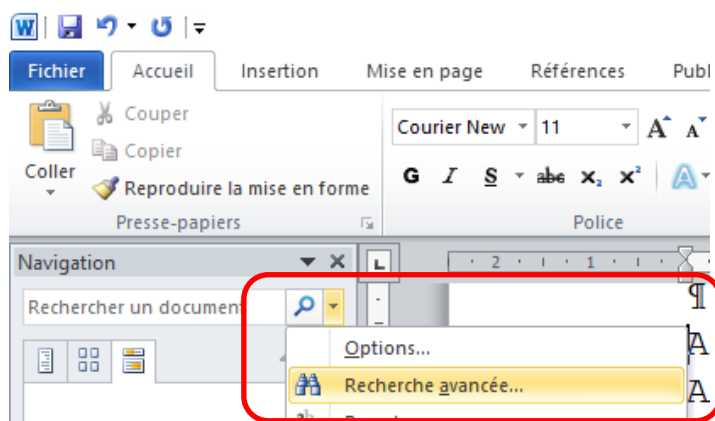 W
Fichier Accueil Insertion Mise en page Références Publ
Couper
Copier
Coller
Reproduire la mise en forme
Presse-papiers
Courier New 11 A A
G I S abc x₂ x² A
Police
Navigation
L 2 1
Rechercher un document
¶
Options...
A
Recherche avancée...
A